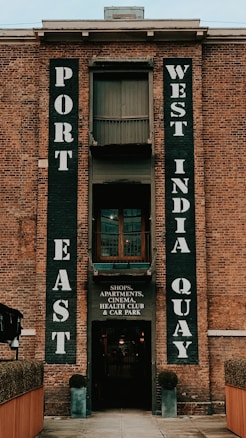 PORT EAST
WEST INDIA QUAY
SHOPS,
APARTMENTS,
CINEMA,
HEALTH CLUB
& CAR PARK